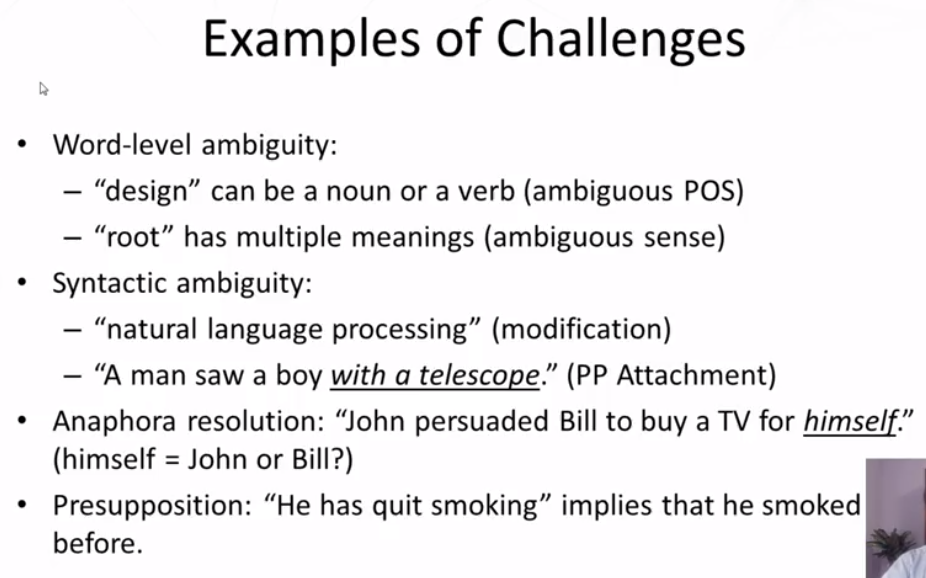 Examples of Challenges
• Word-level ambiguity:
– “design” can be a noun or a verb (ambiguous POS)
– “root” has multiple meanings (ambiguous sense)
• Syntactic ambiguity:
– “natural language processing” (modification)
– “A man saw a boy with a telescope.” (PP Attachment)
• Anaphora resolution: “John persuaded Bill to buy a TV for himself.”
(himself = John or Bill?)
• Presupposition: “He has quit smoking” implies that he smoked
before.